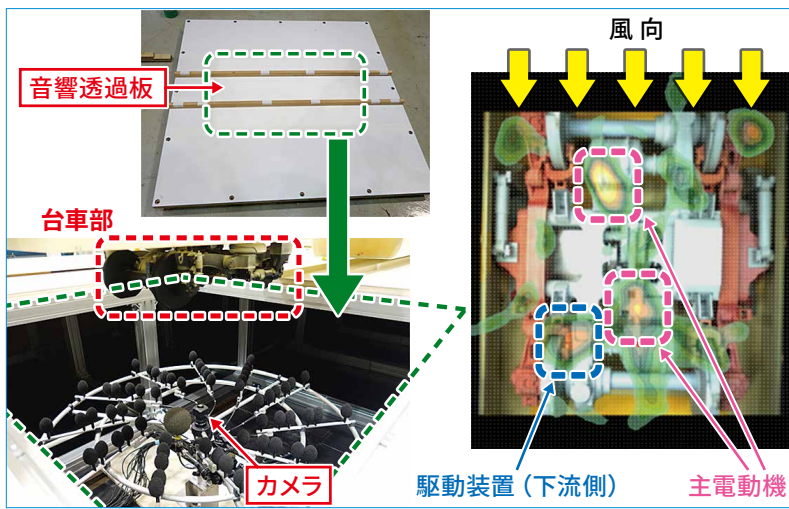 音響透過板
台車部
カメラ
風向
駆動装置（下流側）
主電動機